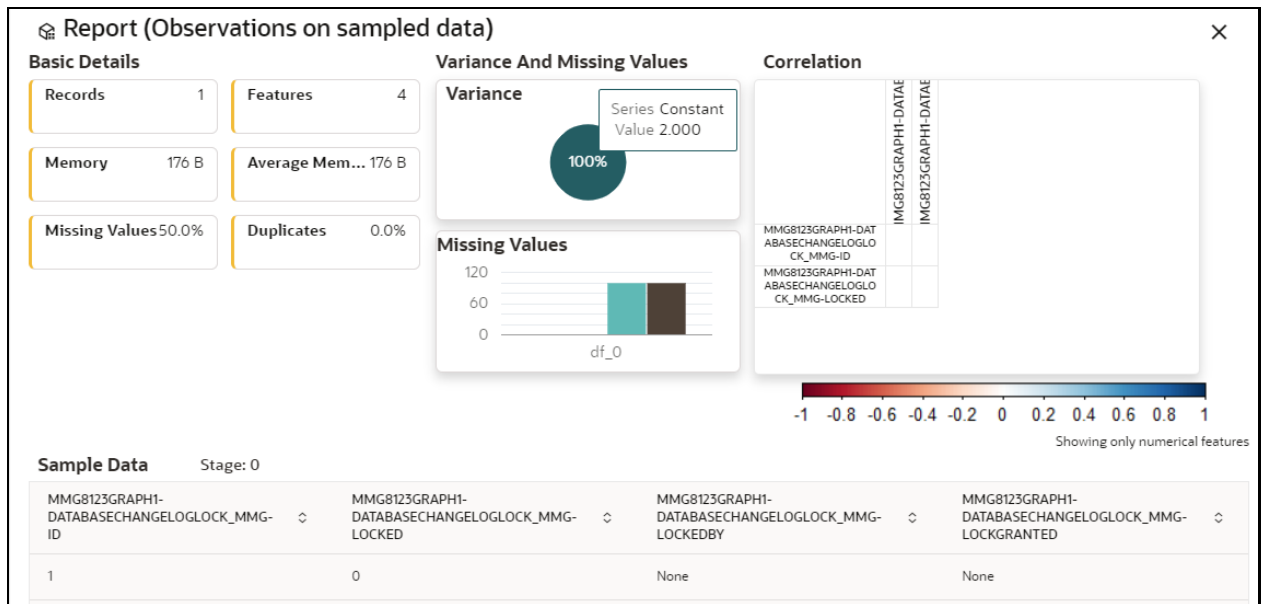 Report (Observations on sampled data)
Basic Details
Records 1
Features 4
Memory 176 B
Average Mem... 176 B
Missing Values 50.0%
Duplicates 0.0%
Variance And Missing Values
Variance
Series Constant
Value 2.000
100%
Missing Values
120
60
0
df_0
Correlation
MMG8123GRAPH1-DAT
ABASECHANGELOGLO
CK_MMG-ID
MMG8123GRAPH1-DAT
ABASECHANGELOGLO
CK_MMG-LOCKED
-1 -0.8 -0.6 -0.4 -0.2 0 0.2 0.4 0.6 0.8 1
Showing only numerical features
Sample Data Stage: 0
MMG8123GRAPH1-
DATABASECHANGELOGLOCK_MMG-
ID
MMG8123GRAPH1-
DATABASECHANGELOGLOCK_MMG-
LOCKED
MMG8123GRAPH1-
DATABASECHANGELOGLOCK_MMG-
LOCKEDBY
MMG8123GRAPH1-
DATABASECHANGELOGLOCK_MMG-
LOCKGRANTED
1 0 None None